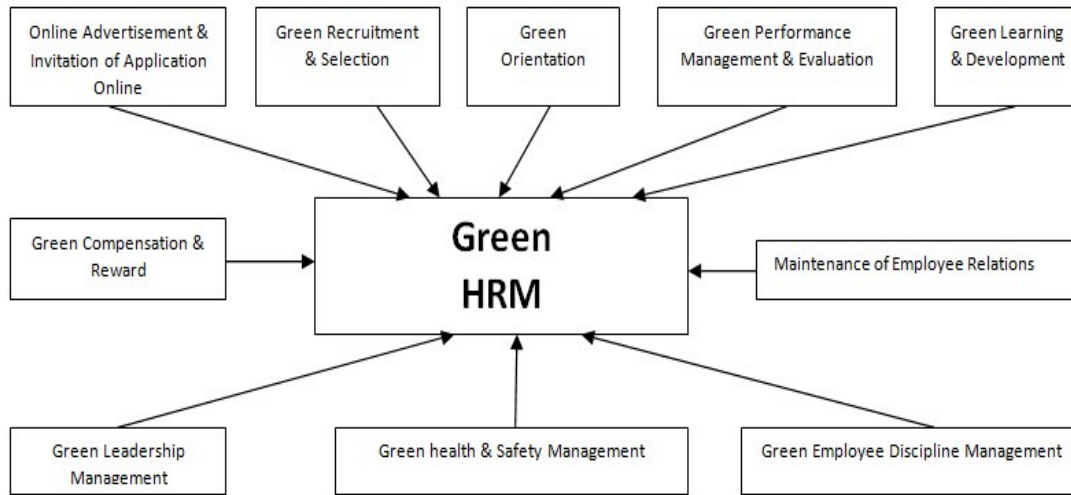 Online Advertisement &
Invitation of Application
Online
Green Recruitment
& Selection
Green
Orientation
Green Performance
Management & Evaluation
Green Learning
& Development
Green Compensation &
Reward
Green
HRM
Maintenance of Employee Relations
Green Leadership
Management
Green health & Safety Management
Green Employee Discipline Management